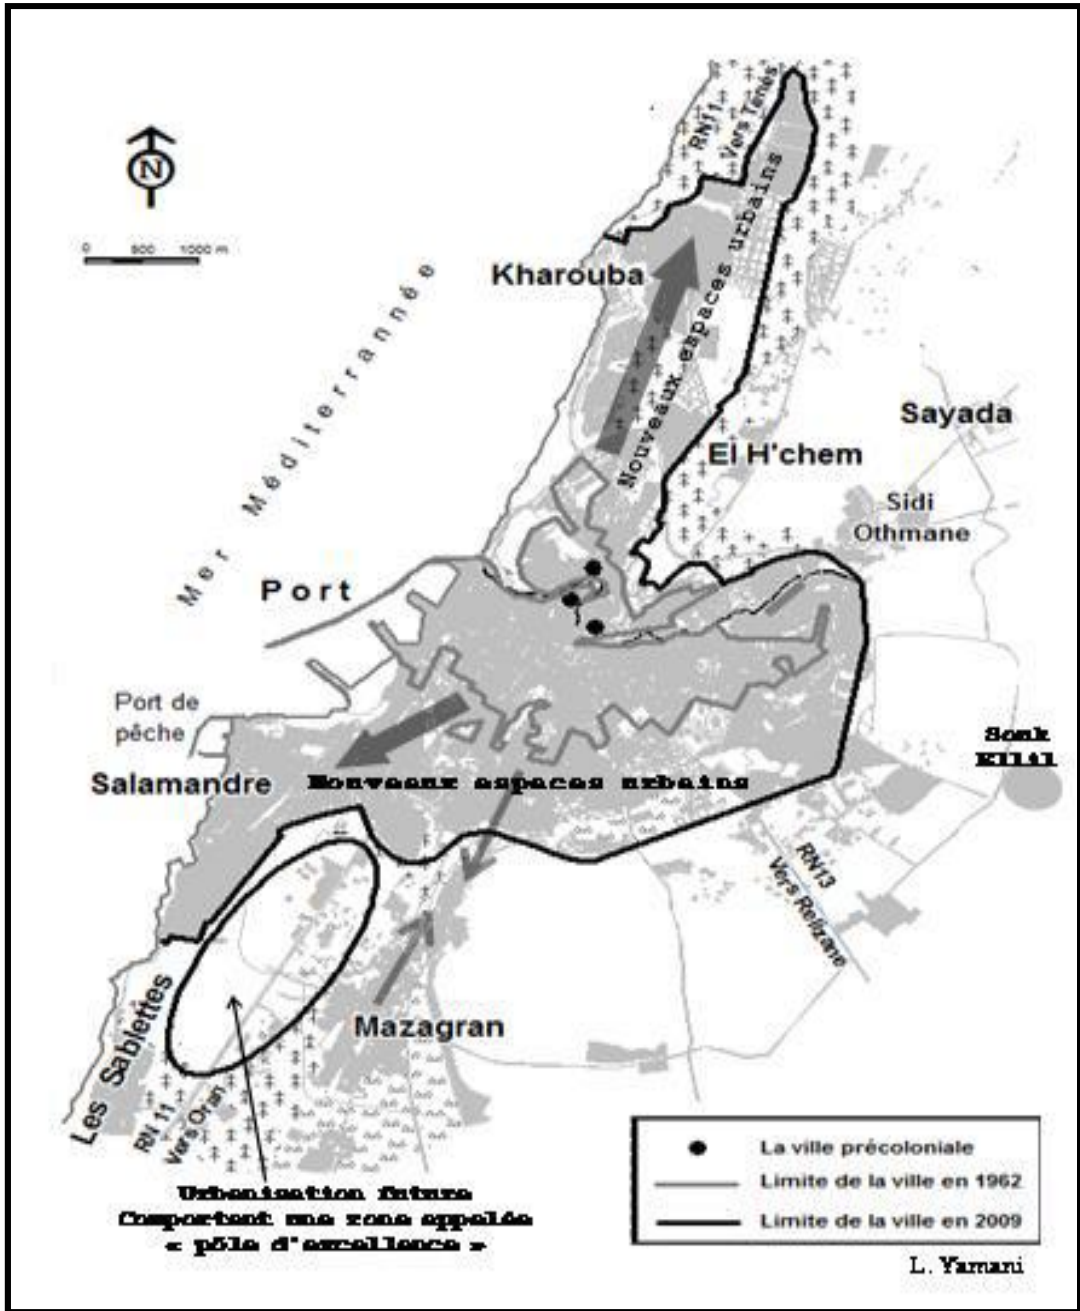 RN11
Vers Ténès
N
0 500 1000 m
Kharouba
Nouveaux espaces urbains
Mer Méditerrannée
Sayada
El H'chem
Sidi
Othmane
Port
Port de
pêche
Souk
Ellil
Salamandre
Nouveaux espaces urbains
RN13
Vers Relizane
Les Sablettes
Mazagran
RN 11
Vers Oran
La ville précoloniale
Limite de la ville en 1962
Limite de la ville en 2009
Urbanisation future
Comportant une zone appelée
« pôle d'excellence »
L. Yamani